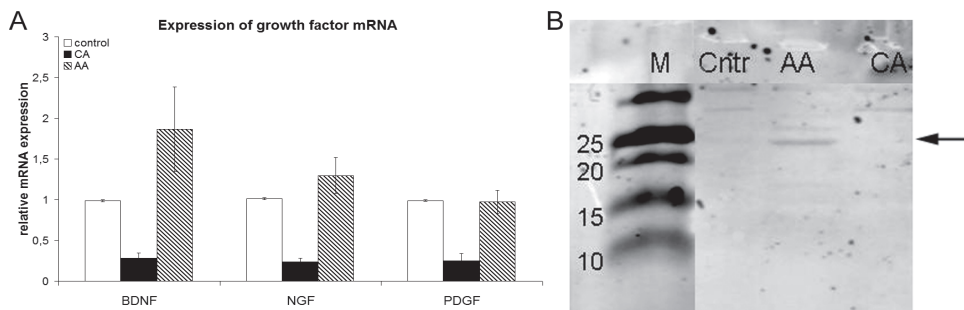 A
Expression of growth factor mRNA
relative mRNA expression
3
2,5
2
1,5
1
0,5
0
control
CA
AA
BDNF
NGF
PDGF
B
M Cntr AA CA
25
20
15
10